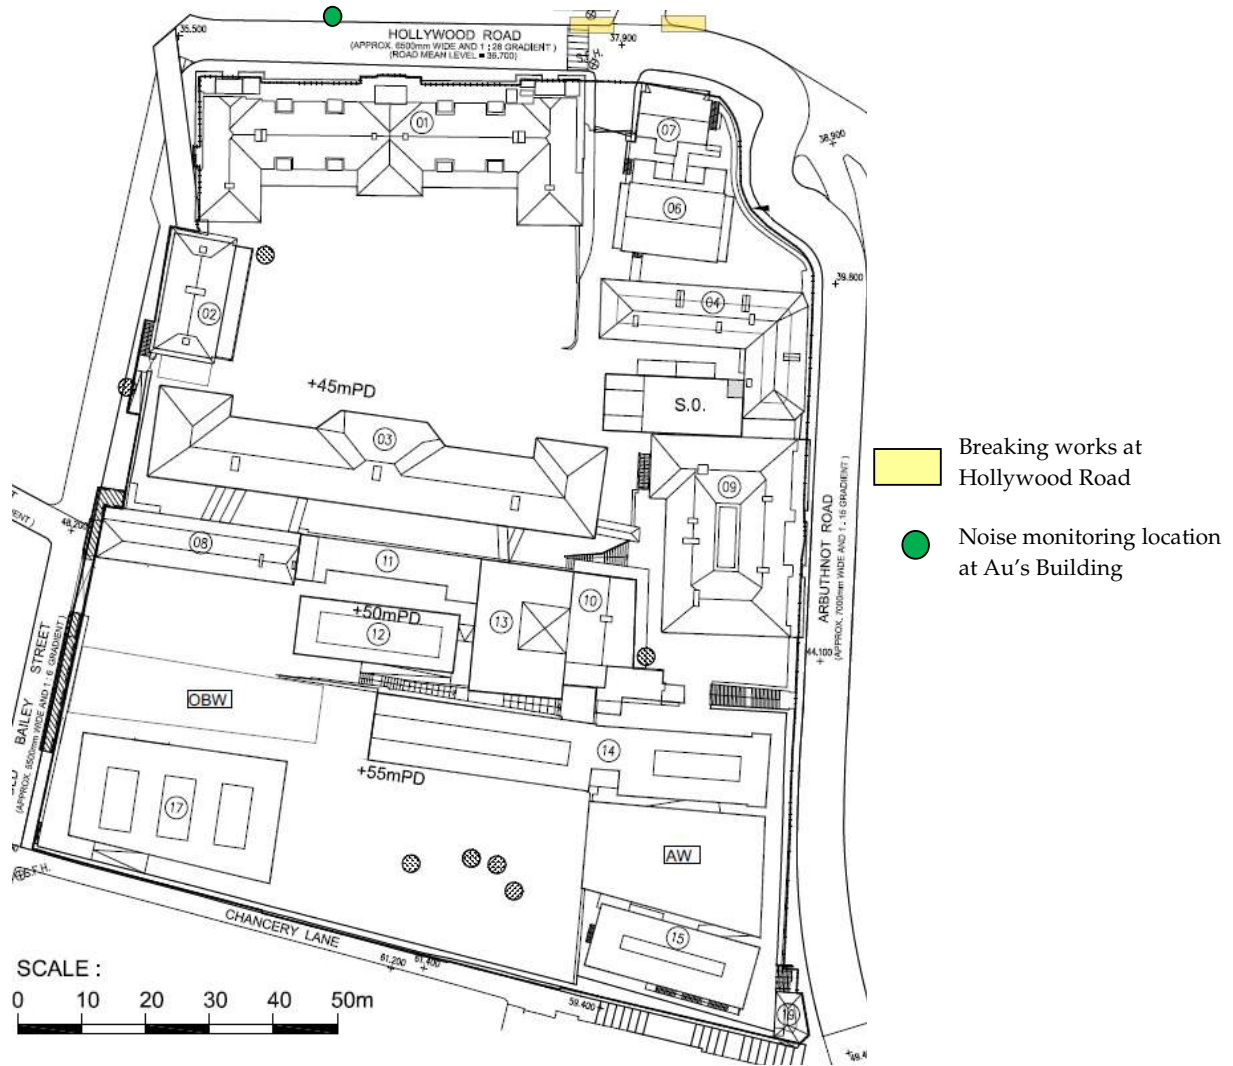 35.500
HOLLYWOOD ROAD
(APPROX. 6500mm WIDE AND 1 : 28 GRADIENT )
(ROAD MEAN LEVEL = 36.700)
37.900
S.F.H.
01
07
38.900
06
39.800
02
04
+45mPD
S.O.
03
09
Breaking works at
Hollywood Road
Noise monitoring location
at Au's Building
48.200
08
11
10
+50mPD
12
13
ARBUTHNOT ROAD
(APPROX. 7000mm WIDE AND 1 : 15 GRADIENT )
44.100
BAILEY STREET
OBW
14
+55mPD
17
AW
S.F.H.
CHANCERY LANE
15
61.200
61.400
59.400
19
SCALE :
0 10 20 30 40 50m